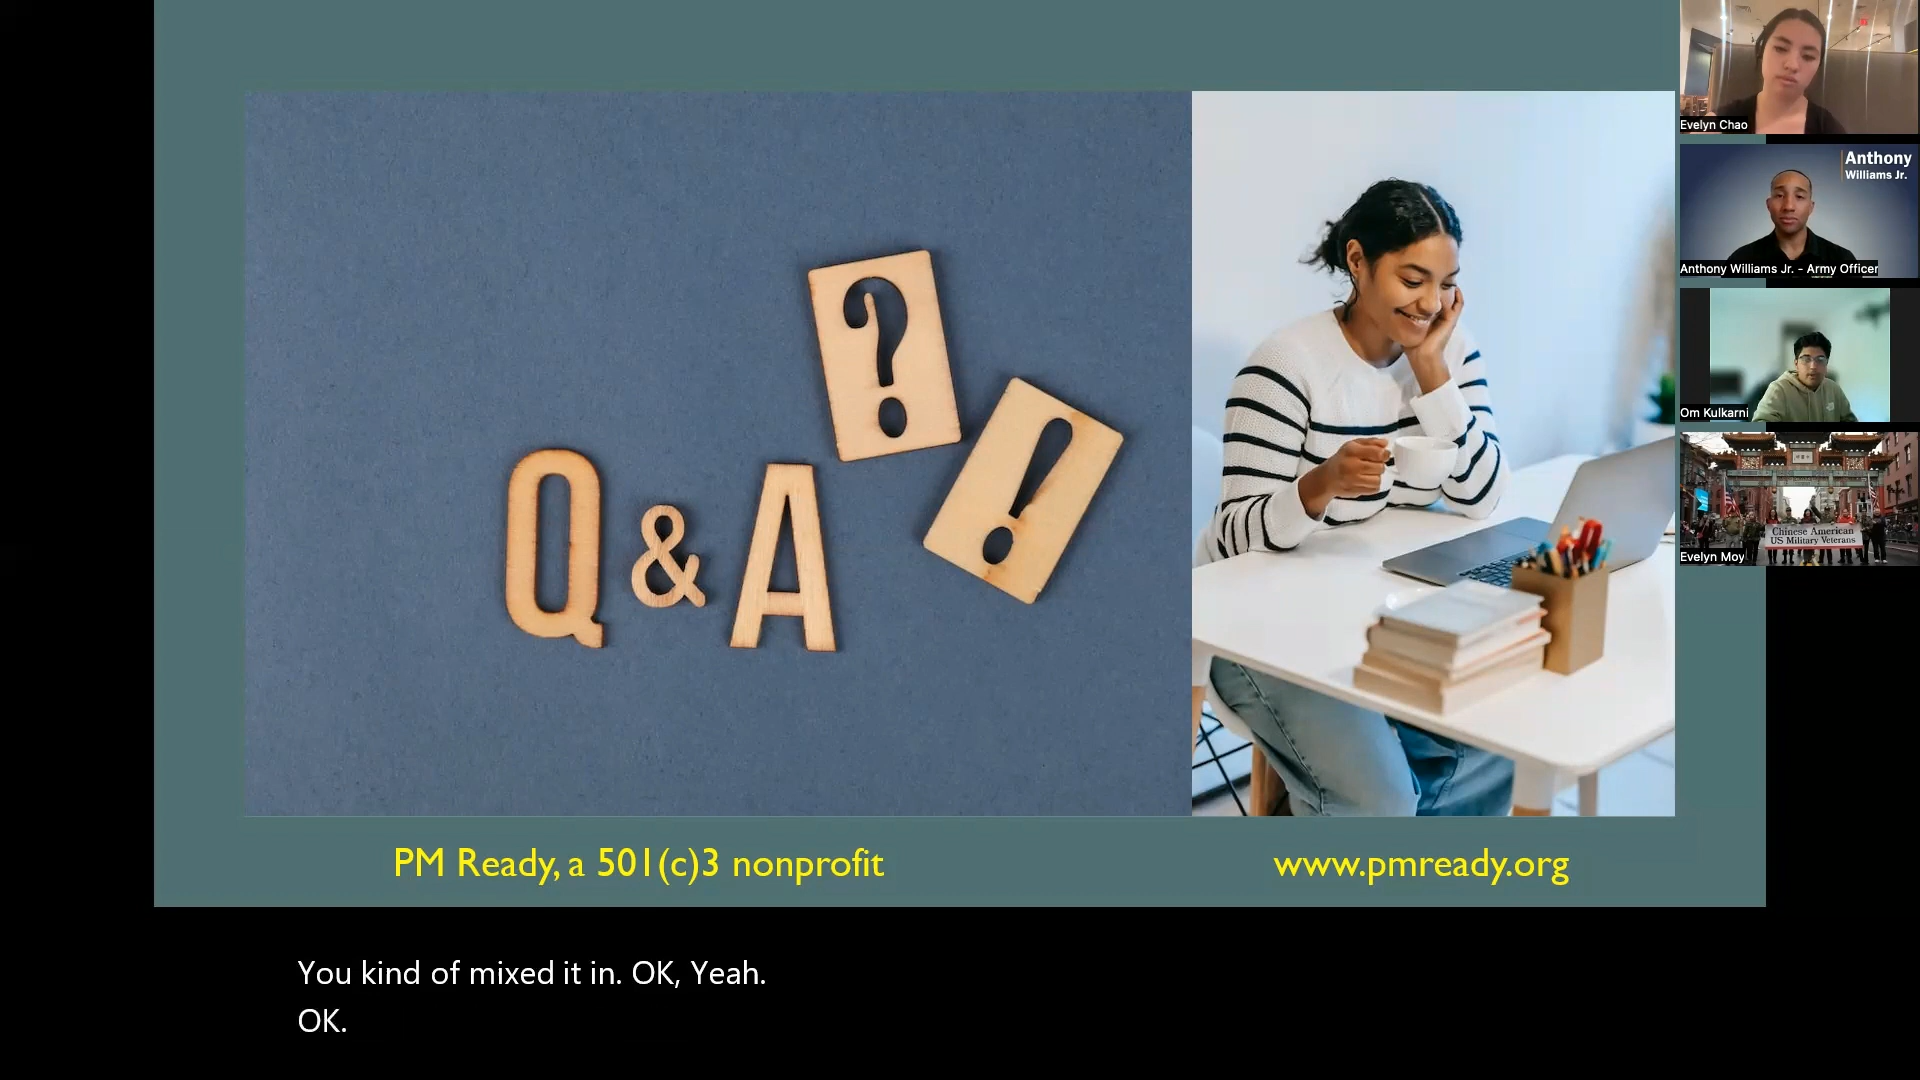 Q & A ? !
PM Ready, a 501(c)3 nonprofit
www.pmready.org
Evelyn Chao
Anthony
Williams Jr.
Anthony Williams Jr. - Army Officer
Om Kulkarni
Chinese American
US Military Veterans
Evelyn Moy
You kind of mixed it in. OK, Yeah.
OK.